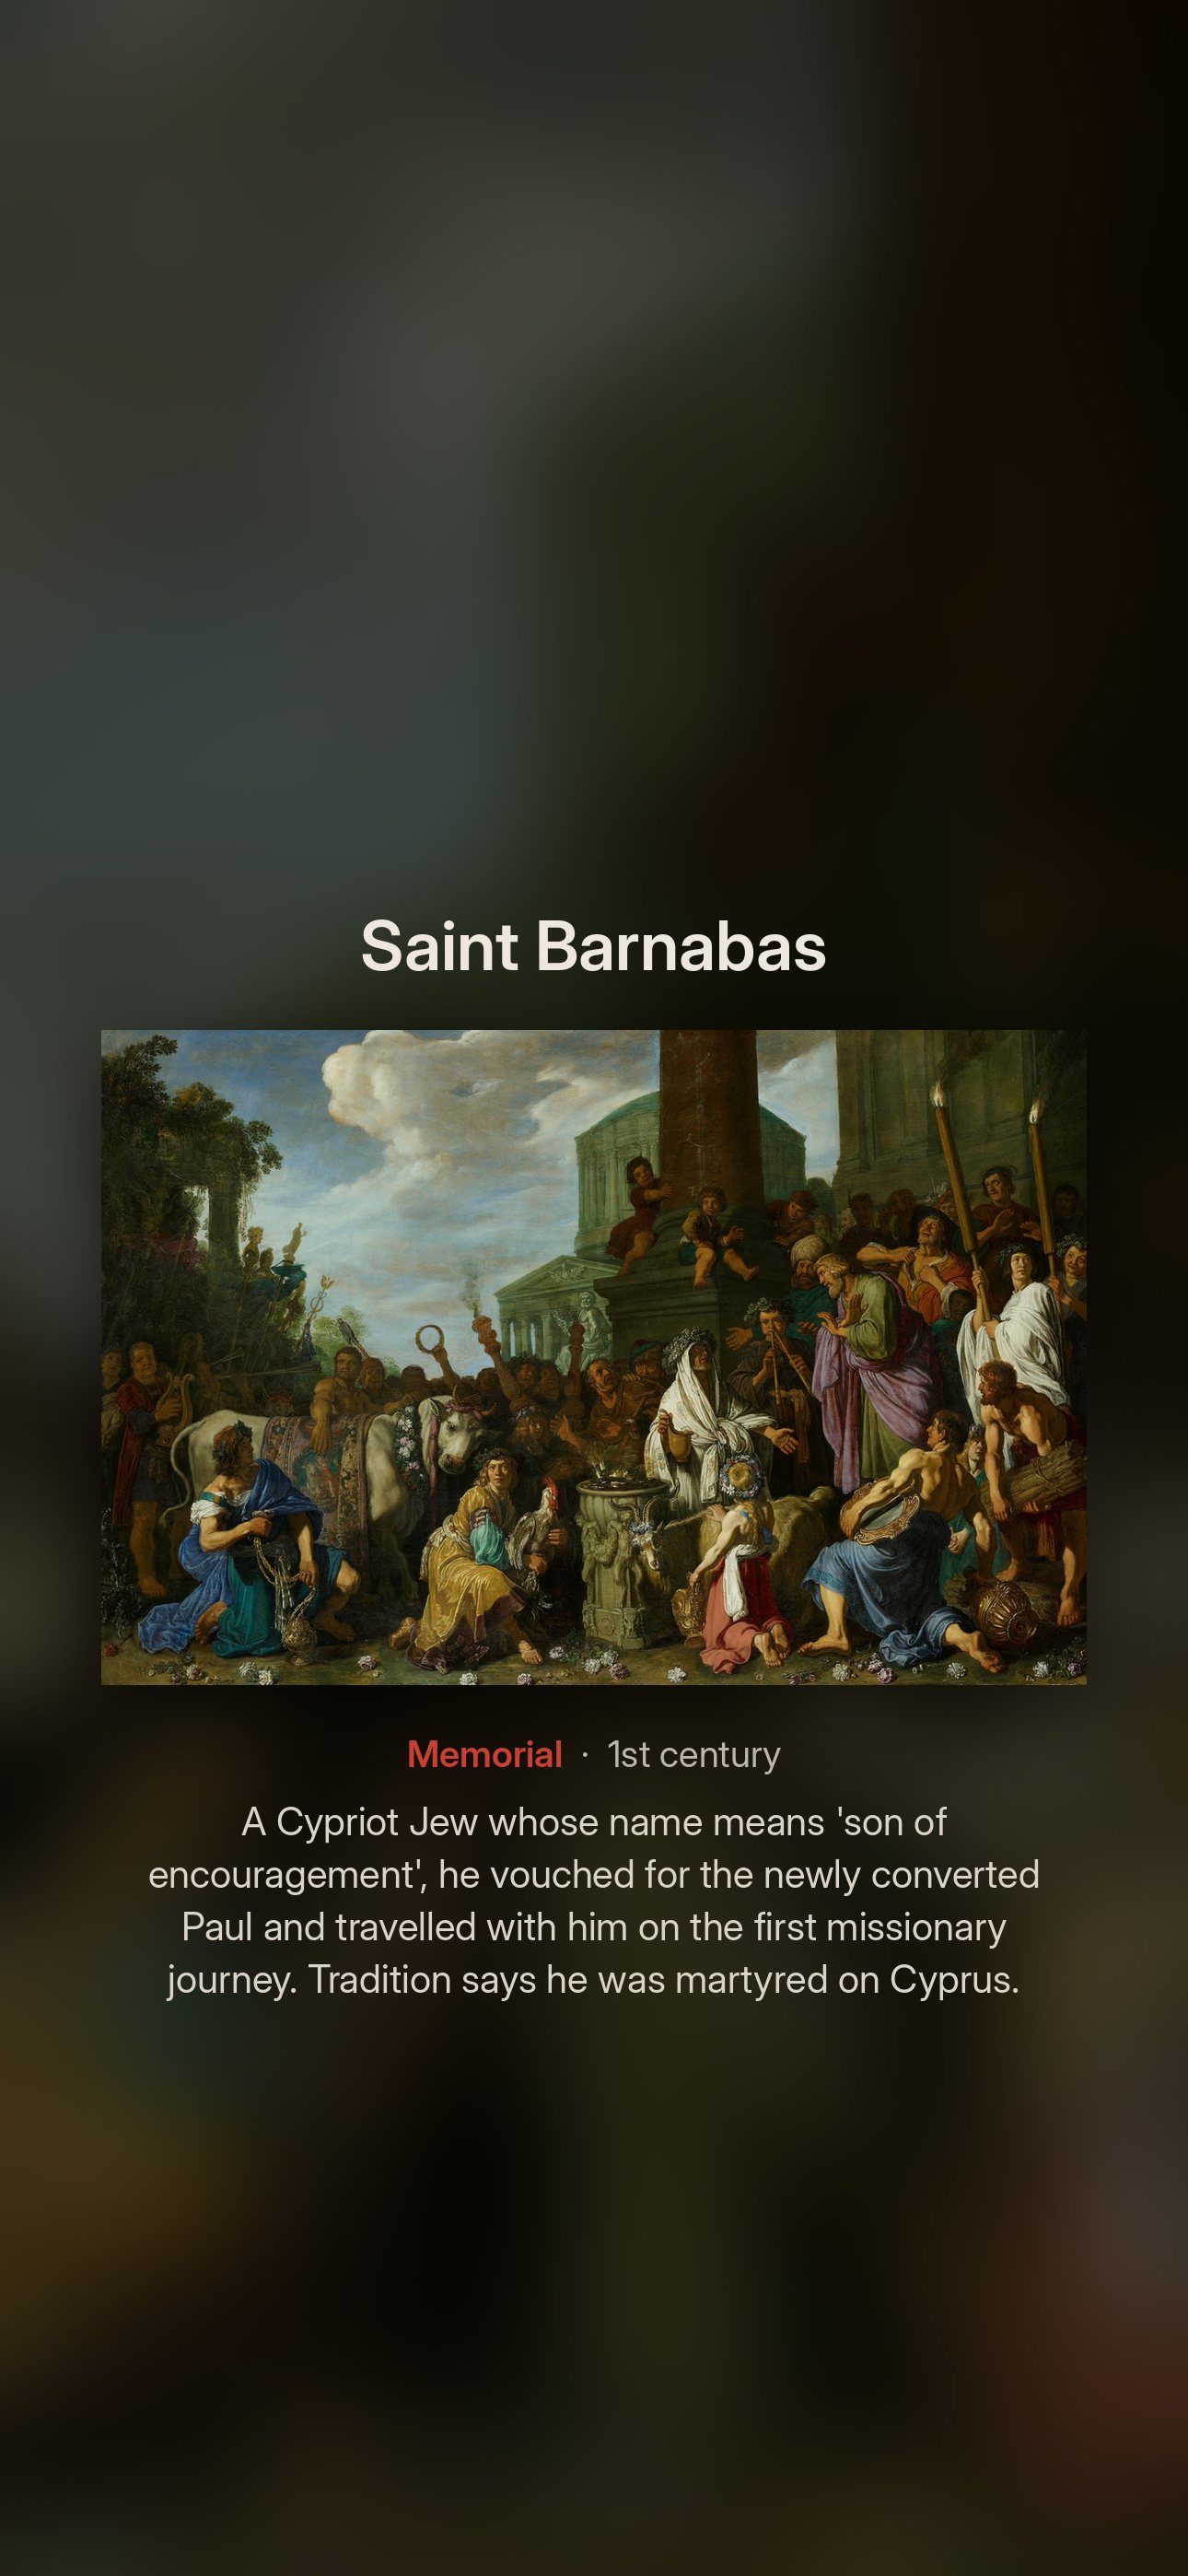 Saint Barnabas
Memorial · 1st century
A Cypriot Jew whose name means 'son of
encouragement', he vouched for the newly converted
Paul and travelled with him on the first missionary
journey. Tradition says he was martyred on Cyprus.